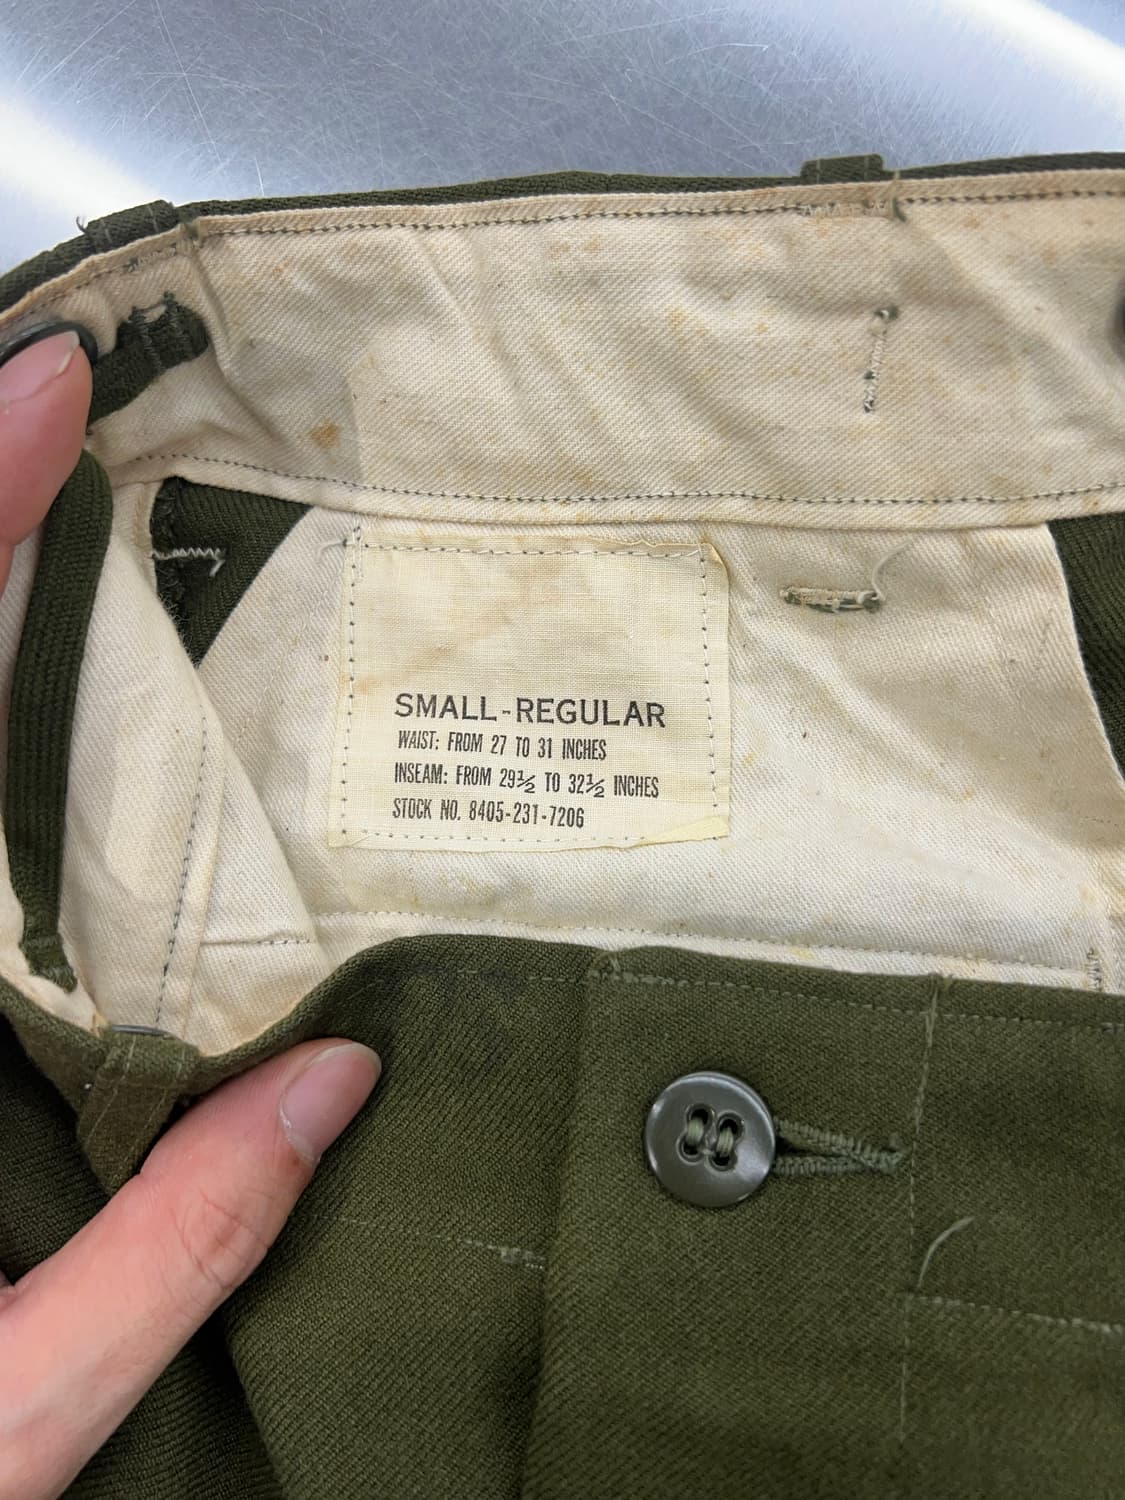 SMALL-REGULAR
WAIST: FROM 27 TO 31 INCHES
INSEAM: FROM 29½ TO 32½ INCHES
STOCK NO. 8405-231-7206